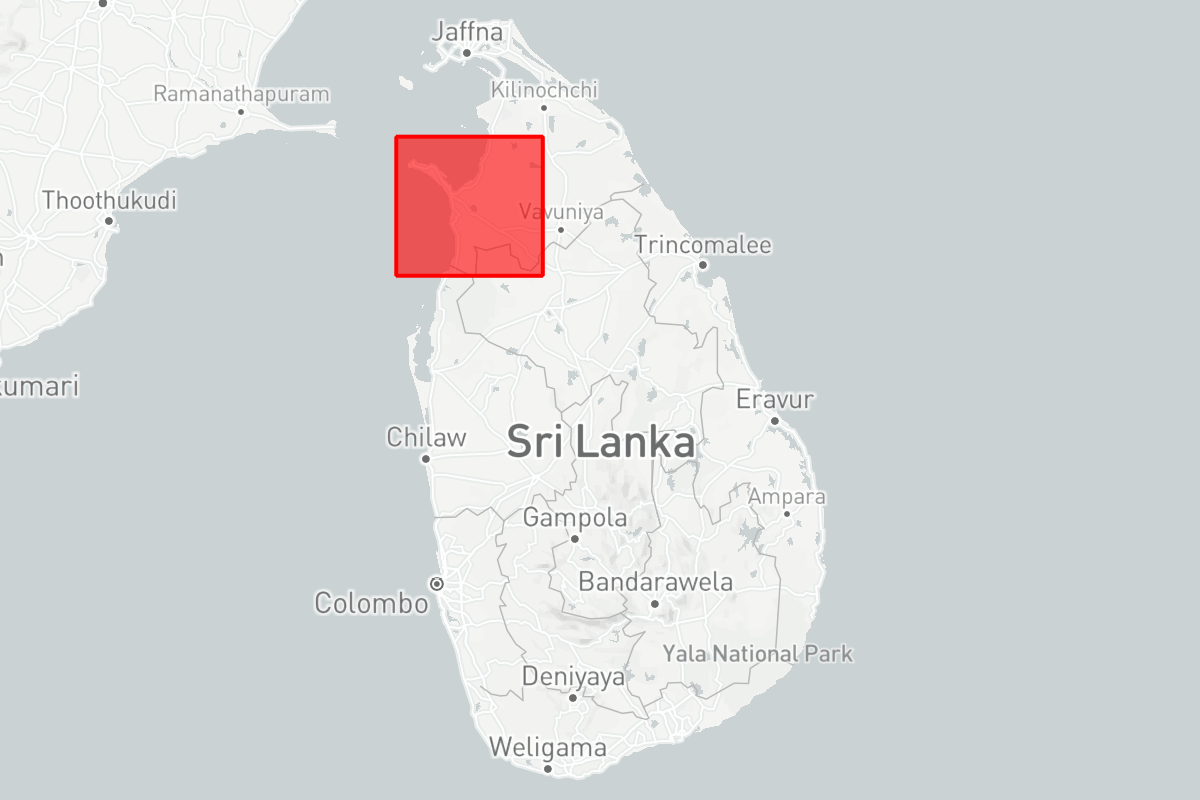 Jaffna
Kilinochchi
Ramanathapuram
Thoothukudi
Vavuniya
Trincomalee
kumari
Eravur
Chilaw
Sri Lanka
Ampara
Gampola
Bandarawela
Colombo
Yala National Park
Deniyaya
Weligama